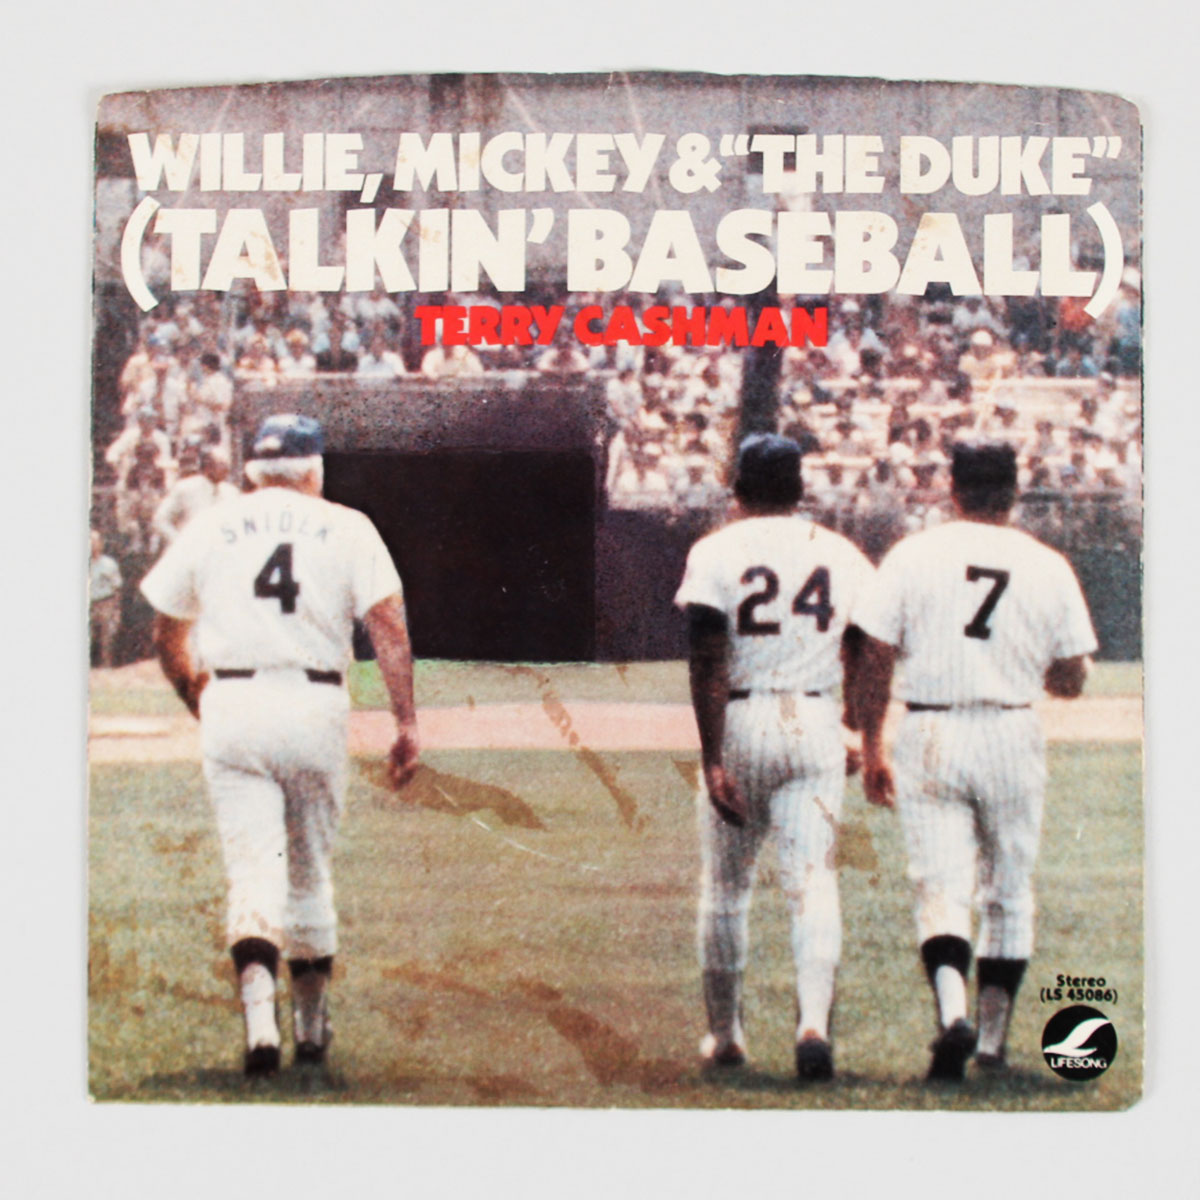 WILLIE, MICKEY & "THE DUKE"
(TALKIN' BASEBALL)
TERRY CASHMAN
SNIDER
4
24
7
Stereo
(LS 45086)
LIFESONG